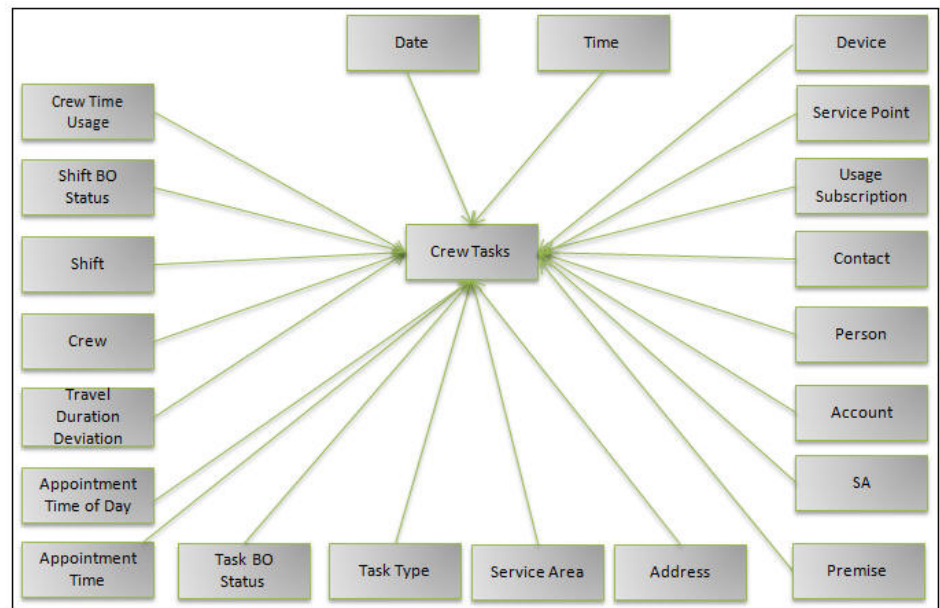 Date
Time
Device
Crew Time
Usage
Service Point
Shift BO
Status
Usage
Subscription
Crew Tasks
Shift
Contact
Crew
Person
Travel
Duration
Deviation
Account
Appointment
Time of Day
SA
Appointment
Time
Task BO
Status
Task Type
Service Area
Address
Premise